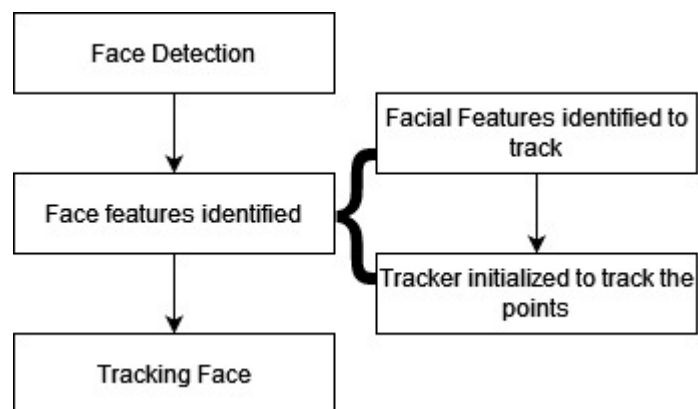 Face Detection
Facial Features identified to
track
Face features identified
Tracker initialized to track the
points
Tracking Face